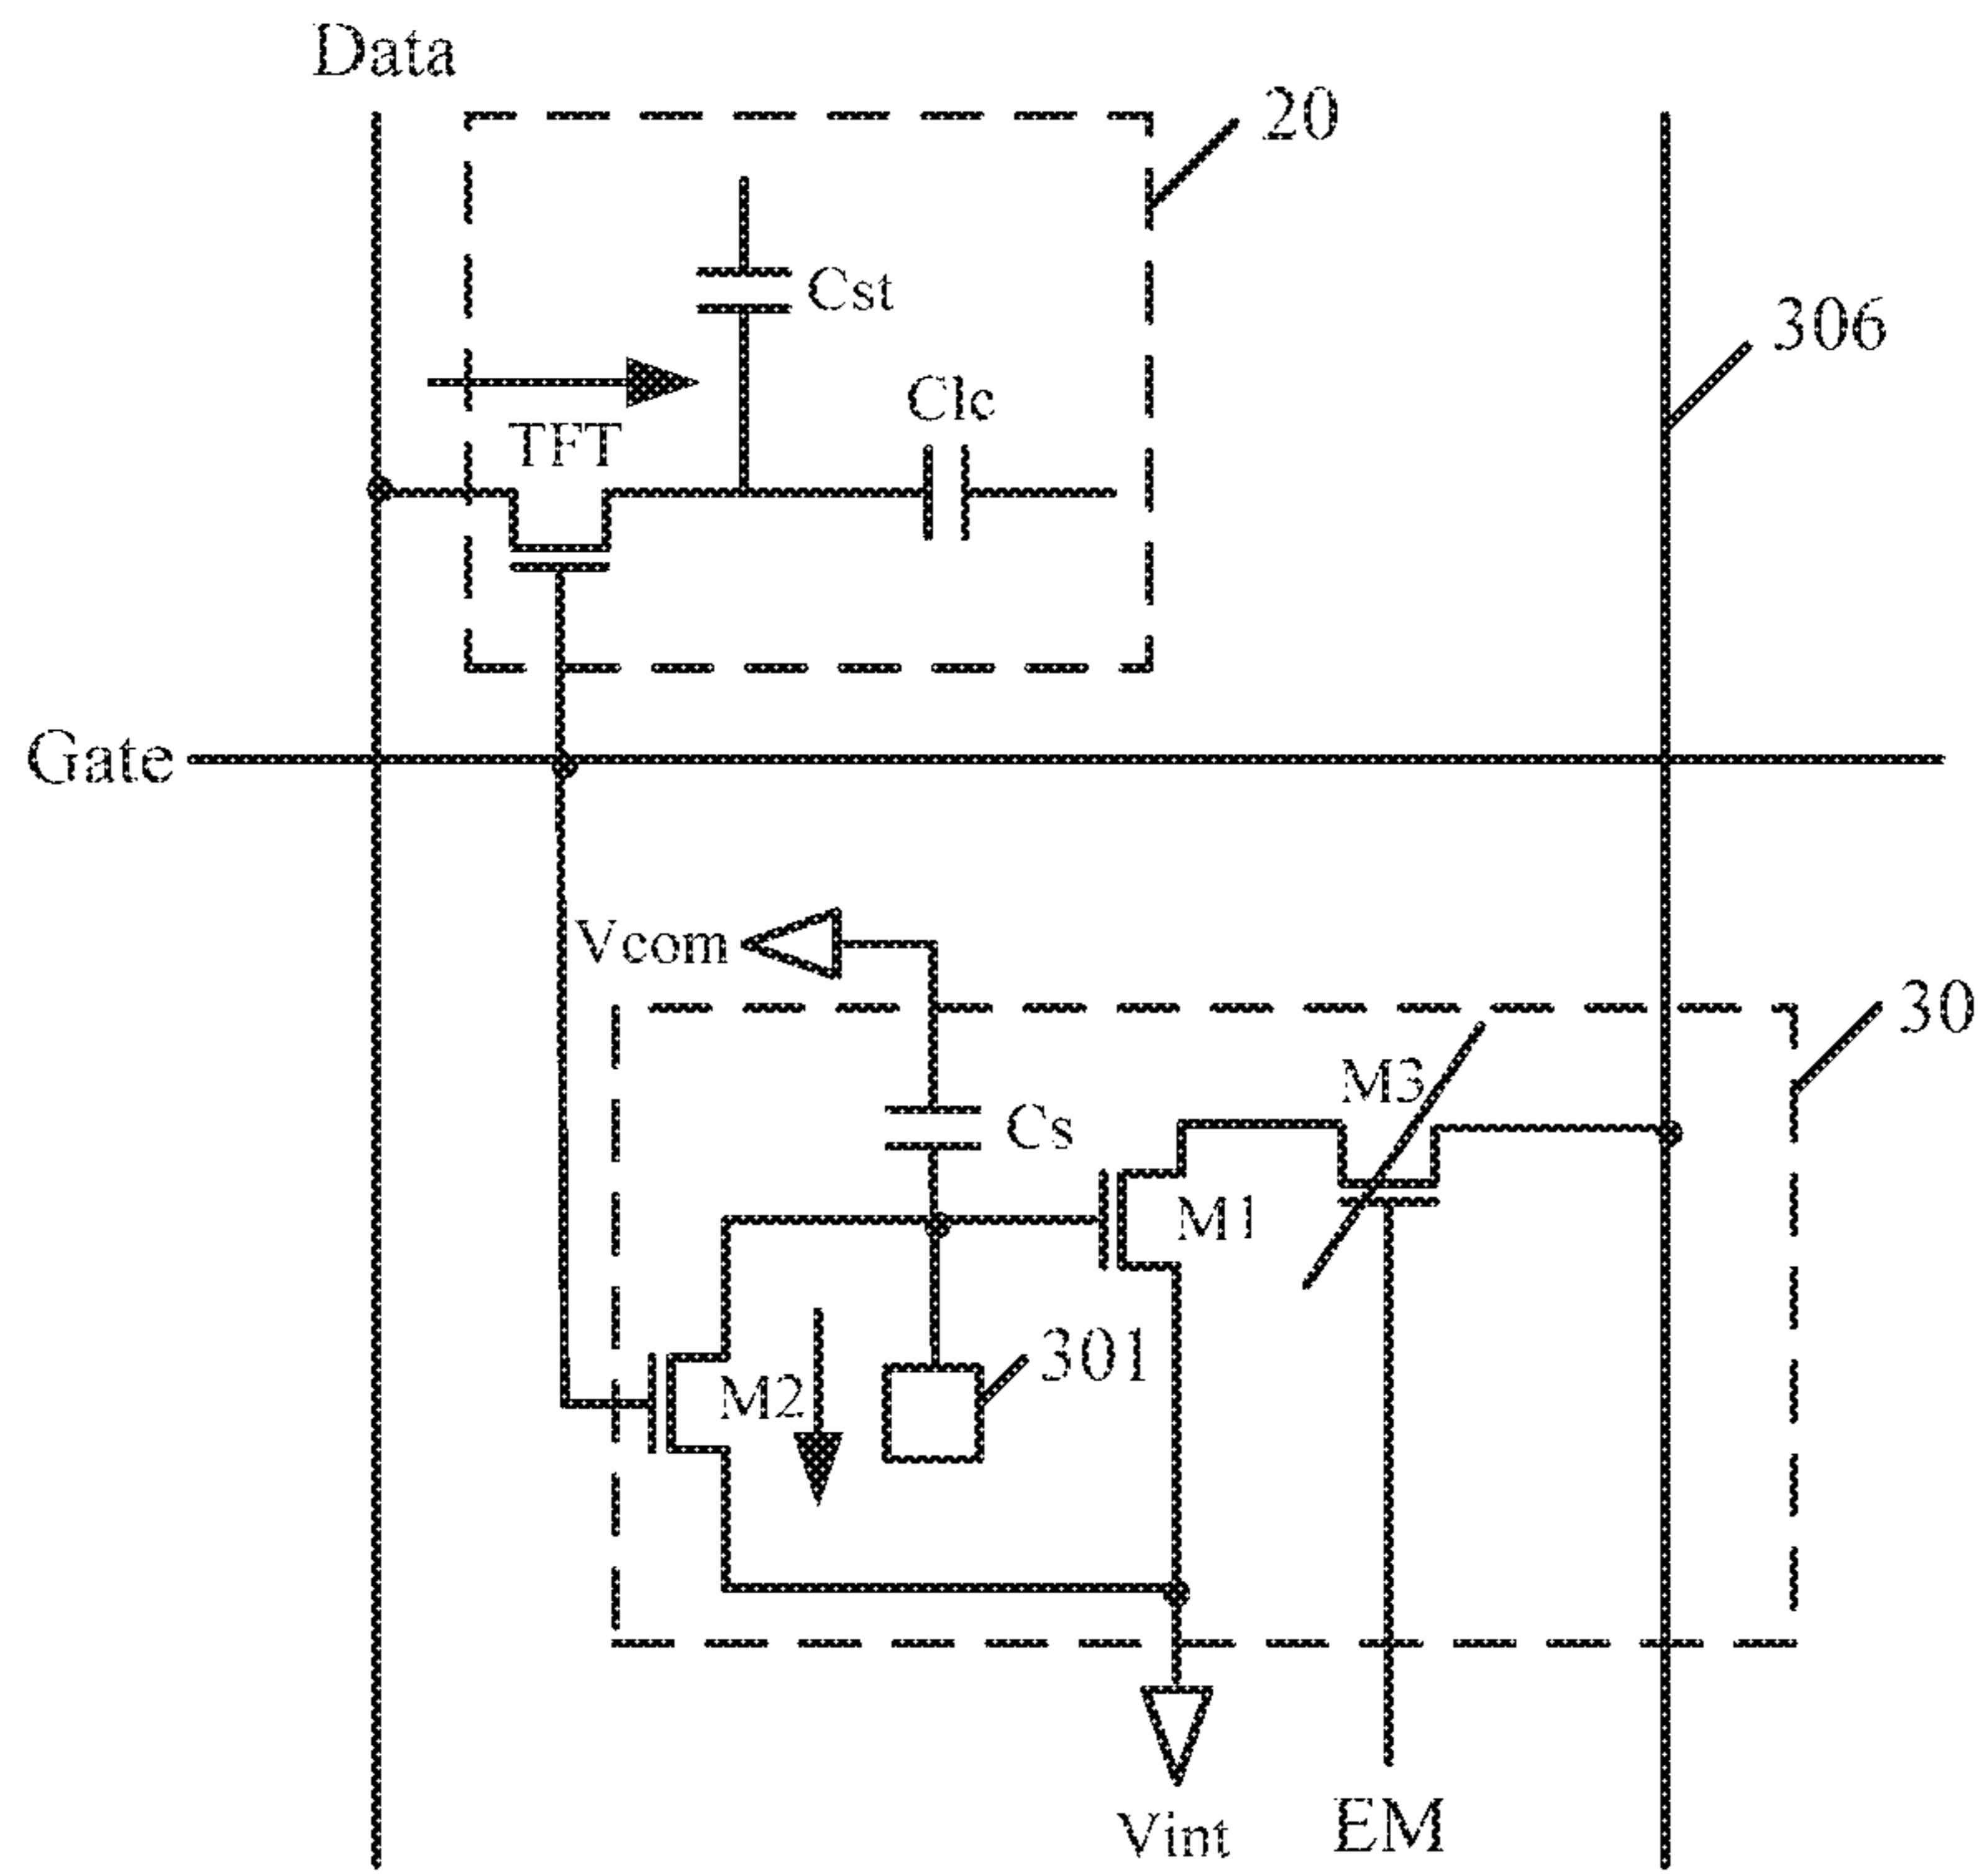 Data
20
Cst
306
Clc
TFT
Gate
Vcom
30
M3
Cs
M1
301
M2
Vint
EM